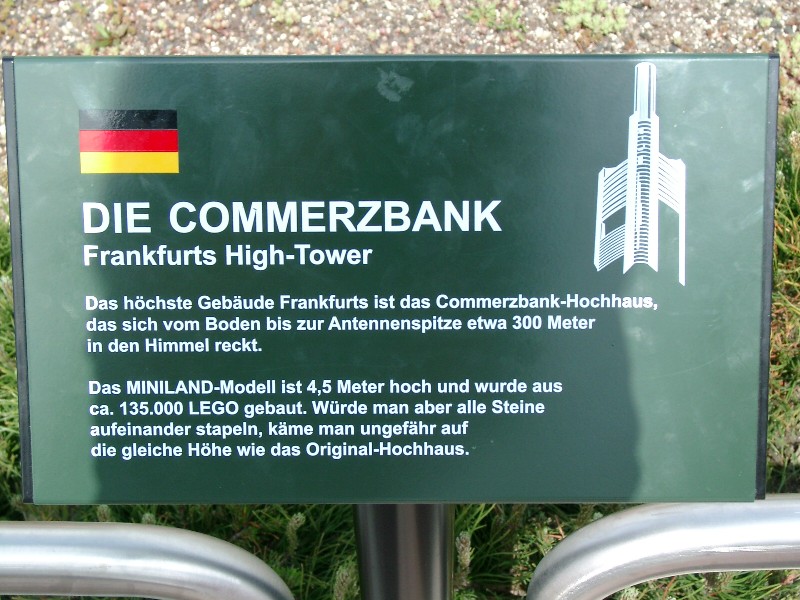 DIE COMMERZBANK
Frankfurts High-Tower
Das höchste Gebäude Frankfurts ist das Commerzbank-Hochhaus,
das sich vom Boden bis zur Antennenspitze etwa 300 Meter
in den Himmel reckt.
Das MINILAND-Modell ist 4,5 Meter hoch und wurde aus
ca. 135.000 LEGO gebaut. Würde man aber alle Steine
aufeinander stapeln, käme man ungefähr auf
die gleiche Höhe wie das Original-Hochhaus.